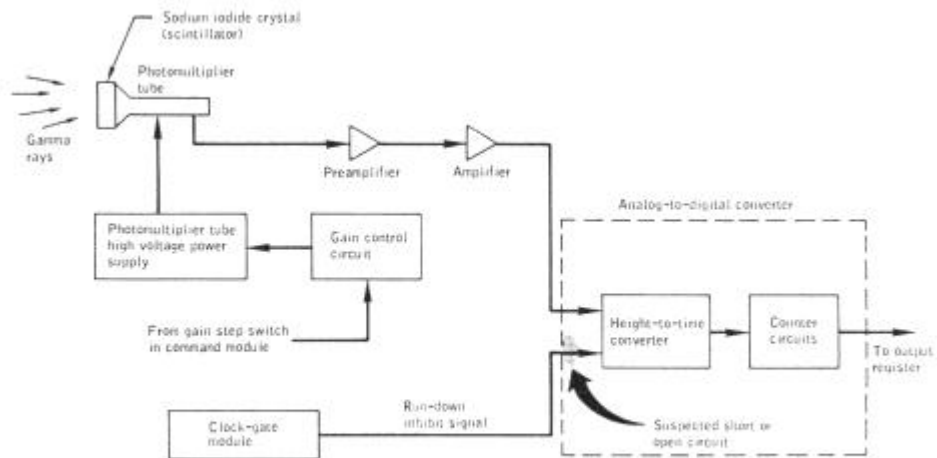 Sodium iodide crystal
(scintillator)
Photomultiplier
tube
Gamma
rays
Preamplifier
Amplifier
Analog-to-digital converter
Photomultiplier tube
high voltage power
supply
Gain control
circuit
Height-to-time
converter
Counter
circuits
From gain step switch
in command module
To output
register
Run-down
inhibit signal
Suspected short or
open circuit
Clock-gate
module